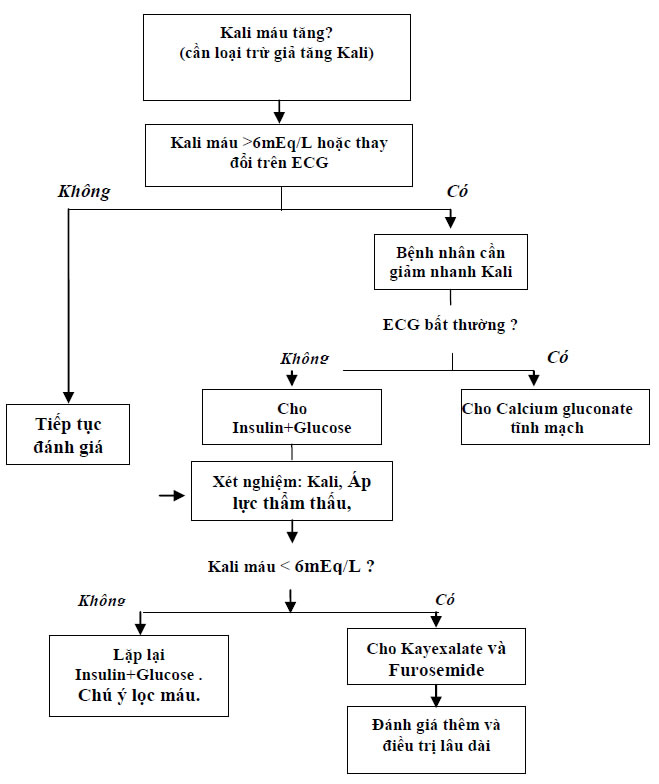 Kali máu tăng?
(cần loại trừ giả tăng Kali)
Kali máu >6mEq/L hoặc thay
đổi trên ECG
Không
Có
Bệnh nhân cần
giảm nhanh Kali
ECG bất thường ?
Không
Có
Tiếp tục
đánh giá
Cho
Insulin+Glucose
Cho Calcium gluconate
tĩnh mạch
Xét nghiệm: Kali, Áp
lực thẩm thấu,
Kali máu < 6mEq/L ?
Không
Có
Lặp lại
Insulin+Glucose .
Chú ý lọc máu.
Cho Kayexalate và
Furosemide
Đánh giá thêm và
điều trị lâu dài